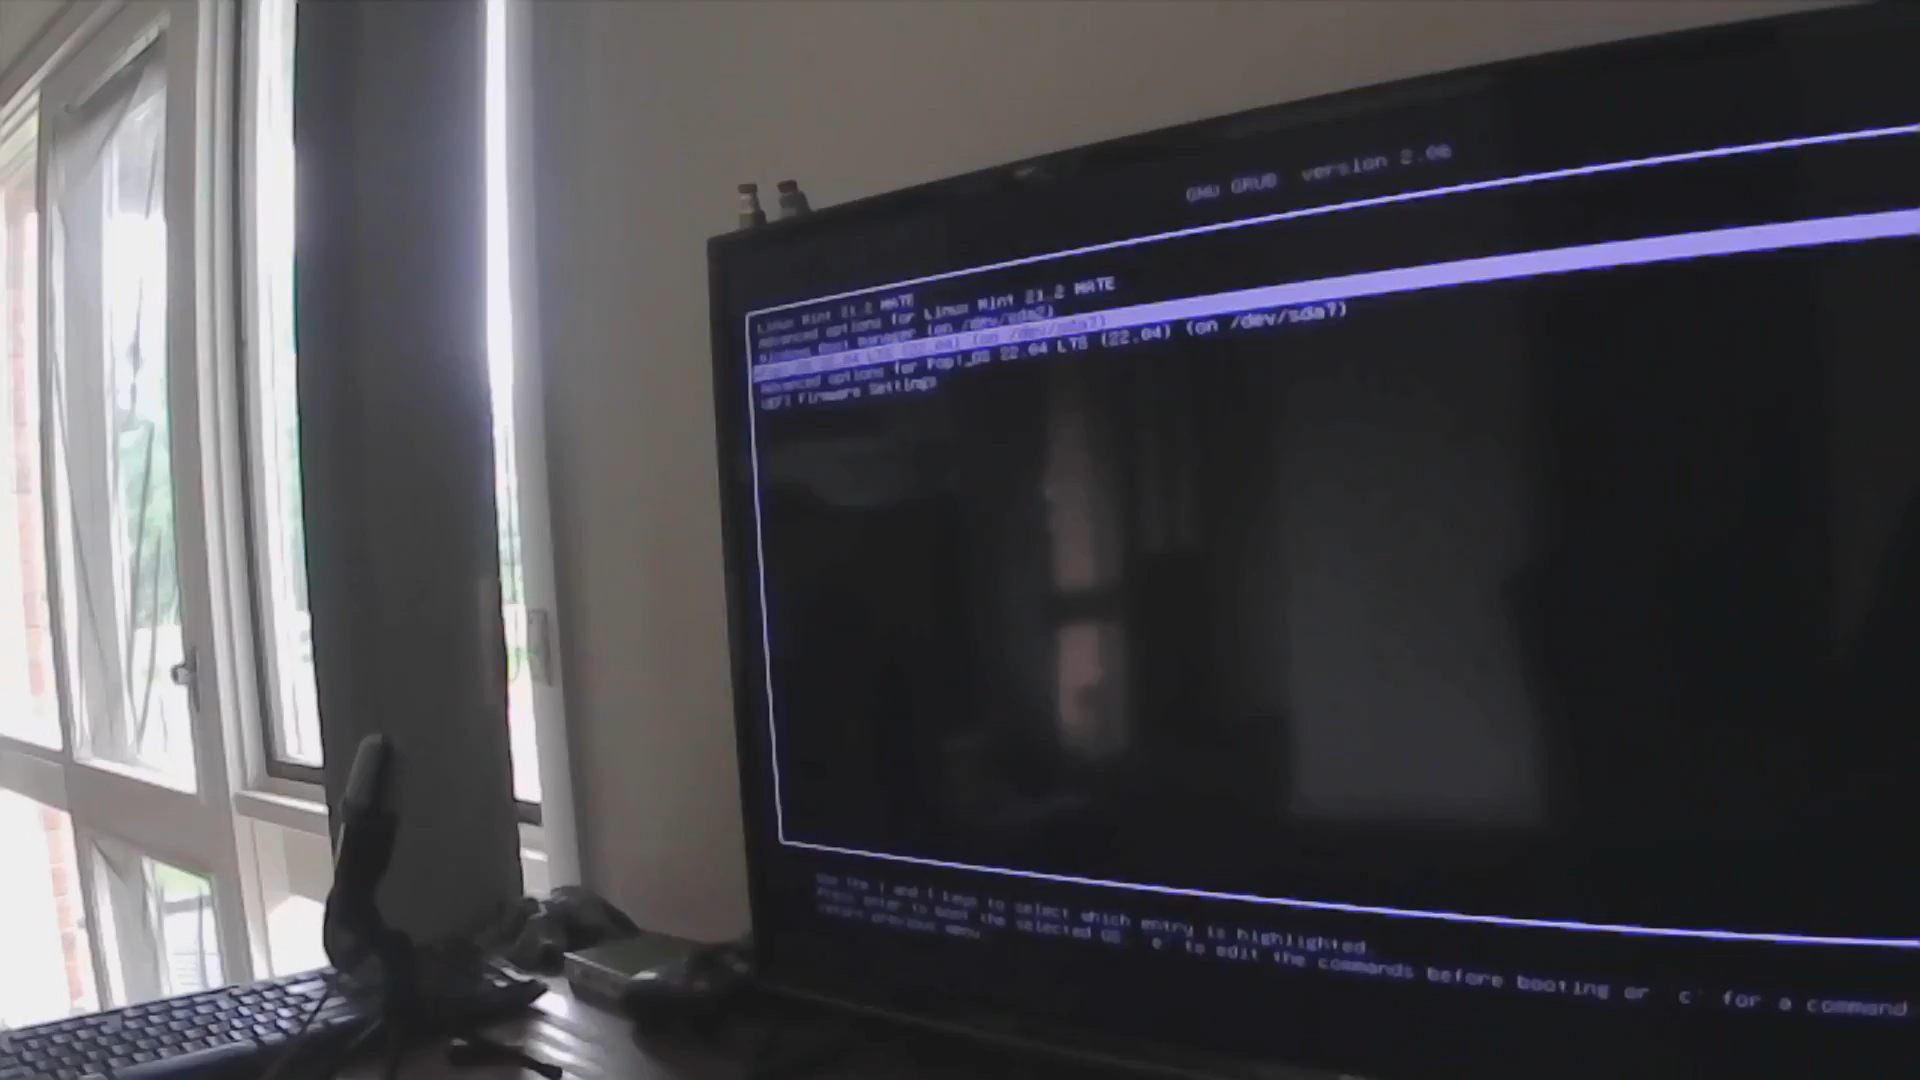 GNU GRUB version 2.06
Linux Mint 21.2 MATE
Advanced options for Linux Mint 21.2 MATE
Windows Boot Manager (on /dev/sda2)
04 LTS (22.04) (on /dev/sda7)
Advanced options for Pop!_OS 22.04 LTS (22.04) (on /dev/sda7)
UEFI Firmware Settings
Use the ↑ and ↓ keys to select which entry is highlighted.
Press enter to boot the selected OS, `e' to edit the commands before booting or `c' for a command
return previous menu.